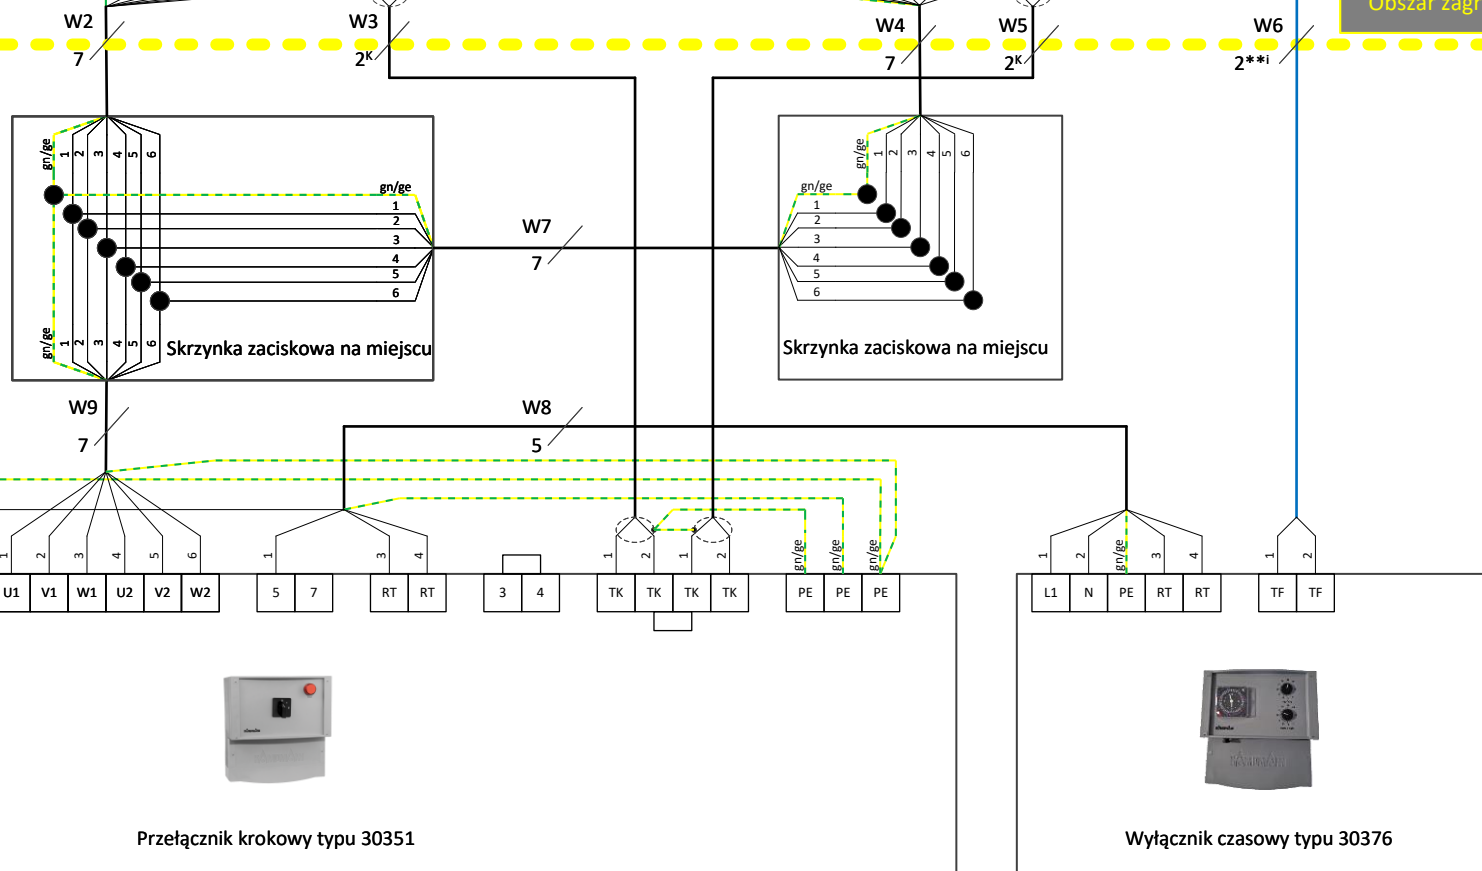 Obszar zagr
W2
7
W3
2ᴷ
W4
7
W5
2ᴷ
W6
2**ⁱ
gn/ge 1 2 3 4 5 6
gn/ge
1
2
3
4
5
6
gn/ge 1 2 3 4 5 6
Skrzynka zaciskowa na miejscu
W7
7
gn/ge 1 2 3 4 5 6
gn/ge
1
2
3
4
5
6
Skrzynka zaciskowa na miejscu
W9
7
W8
5
1 2 3 4 5 6
1 3 4
1 2 1 2
gn/ge gn/ge gn/ge
1 2 gn/ge 3 4
1 2
U1 V1 W1 U2 V2 W2
5 7
RT RT
3 4
TK TK TK TK
PE PE PE
L1 N PE RT RT
TF TF
Przełącznik krokowy typu 30351
Wyłącznik czasowy typu 30376